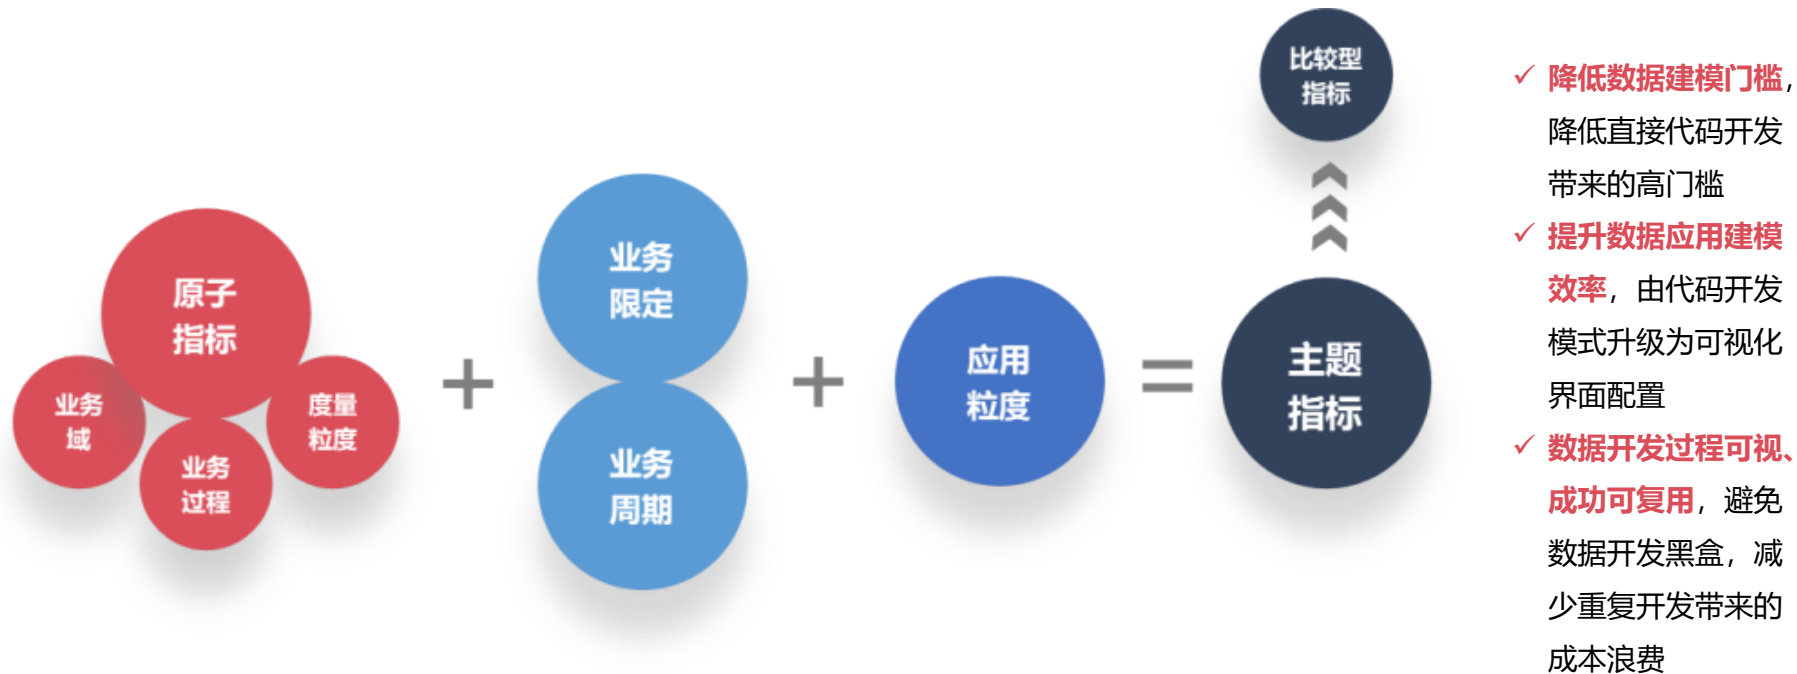 原子
指标
业务
域
业务
过程
度量
粒度
+
业务
限定
业务
周期
+
应用
粒度
=
主题
指标
比较型
指标
✓ 降低数据建模门槛，
降低直接代码开发
带来的高门槛
✓ 提升数据应用建模
效率，由代码开发
模式升级为可视化
界面配置
✓ 数据开发过程可视、
成功可复用，避免
数据开发黑盒，减
少重复开发带来的
成本浪费